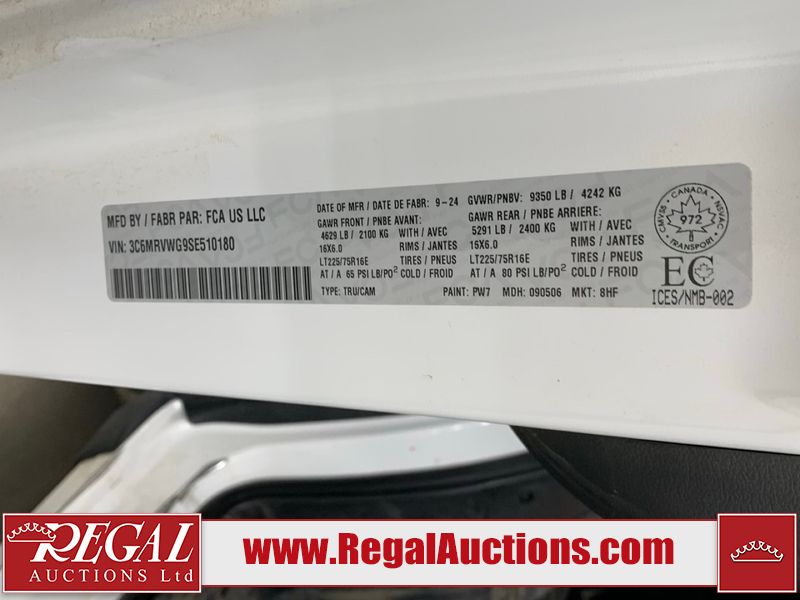 MFD BY / FABR PAR: FCA US LLC
VIN: 3C6MRVWG9SE510180
DATE OF MFR / DATE DE FABR: 9-24 GVWR/PNBV: 9350 LB / 4242 KG
GAWR FRONT / PNBE AVANT: GAWR REAR / PNBE ARRIERE:
4629 LB / 2100 KG WITH / AVEC 5291 LB / 2400 KG WITH / AVEC
16X6.0 RIMS / JANTES 16X6.0 RIMS / JANTES
LT225/75R16E TIRES / PNEUS LT225/75R16E TIRES / PNEUS
AT / A 65 PSI LB/PO² COLD / FROID AT / A 80 PSI/LB/PO² COLD / FROID
TYPE: TRU/CAM PAINT: PW7 MDH: 090506 MKT: 8HF
CANADA
CMVSS 972 NSVAC
TRANSPORT
EC
ICES/NMB-002
REGAL
AUCTIONS Ltd
www.RegalAuctions.com